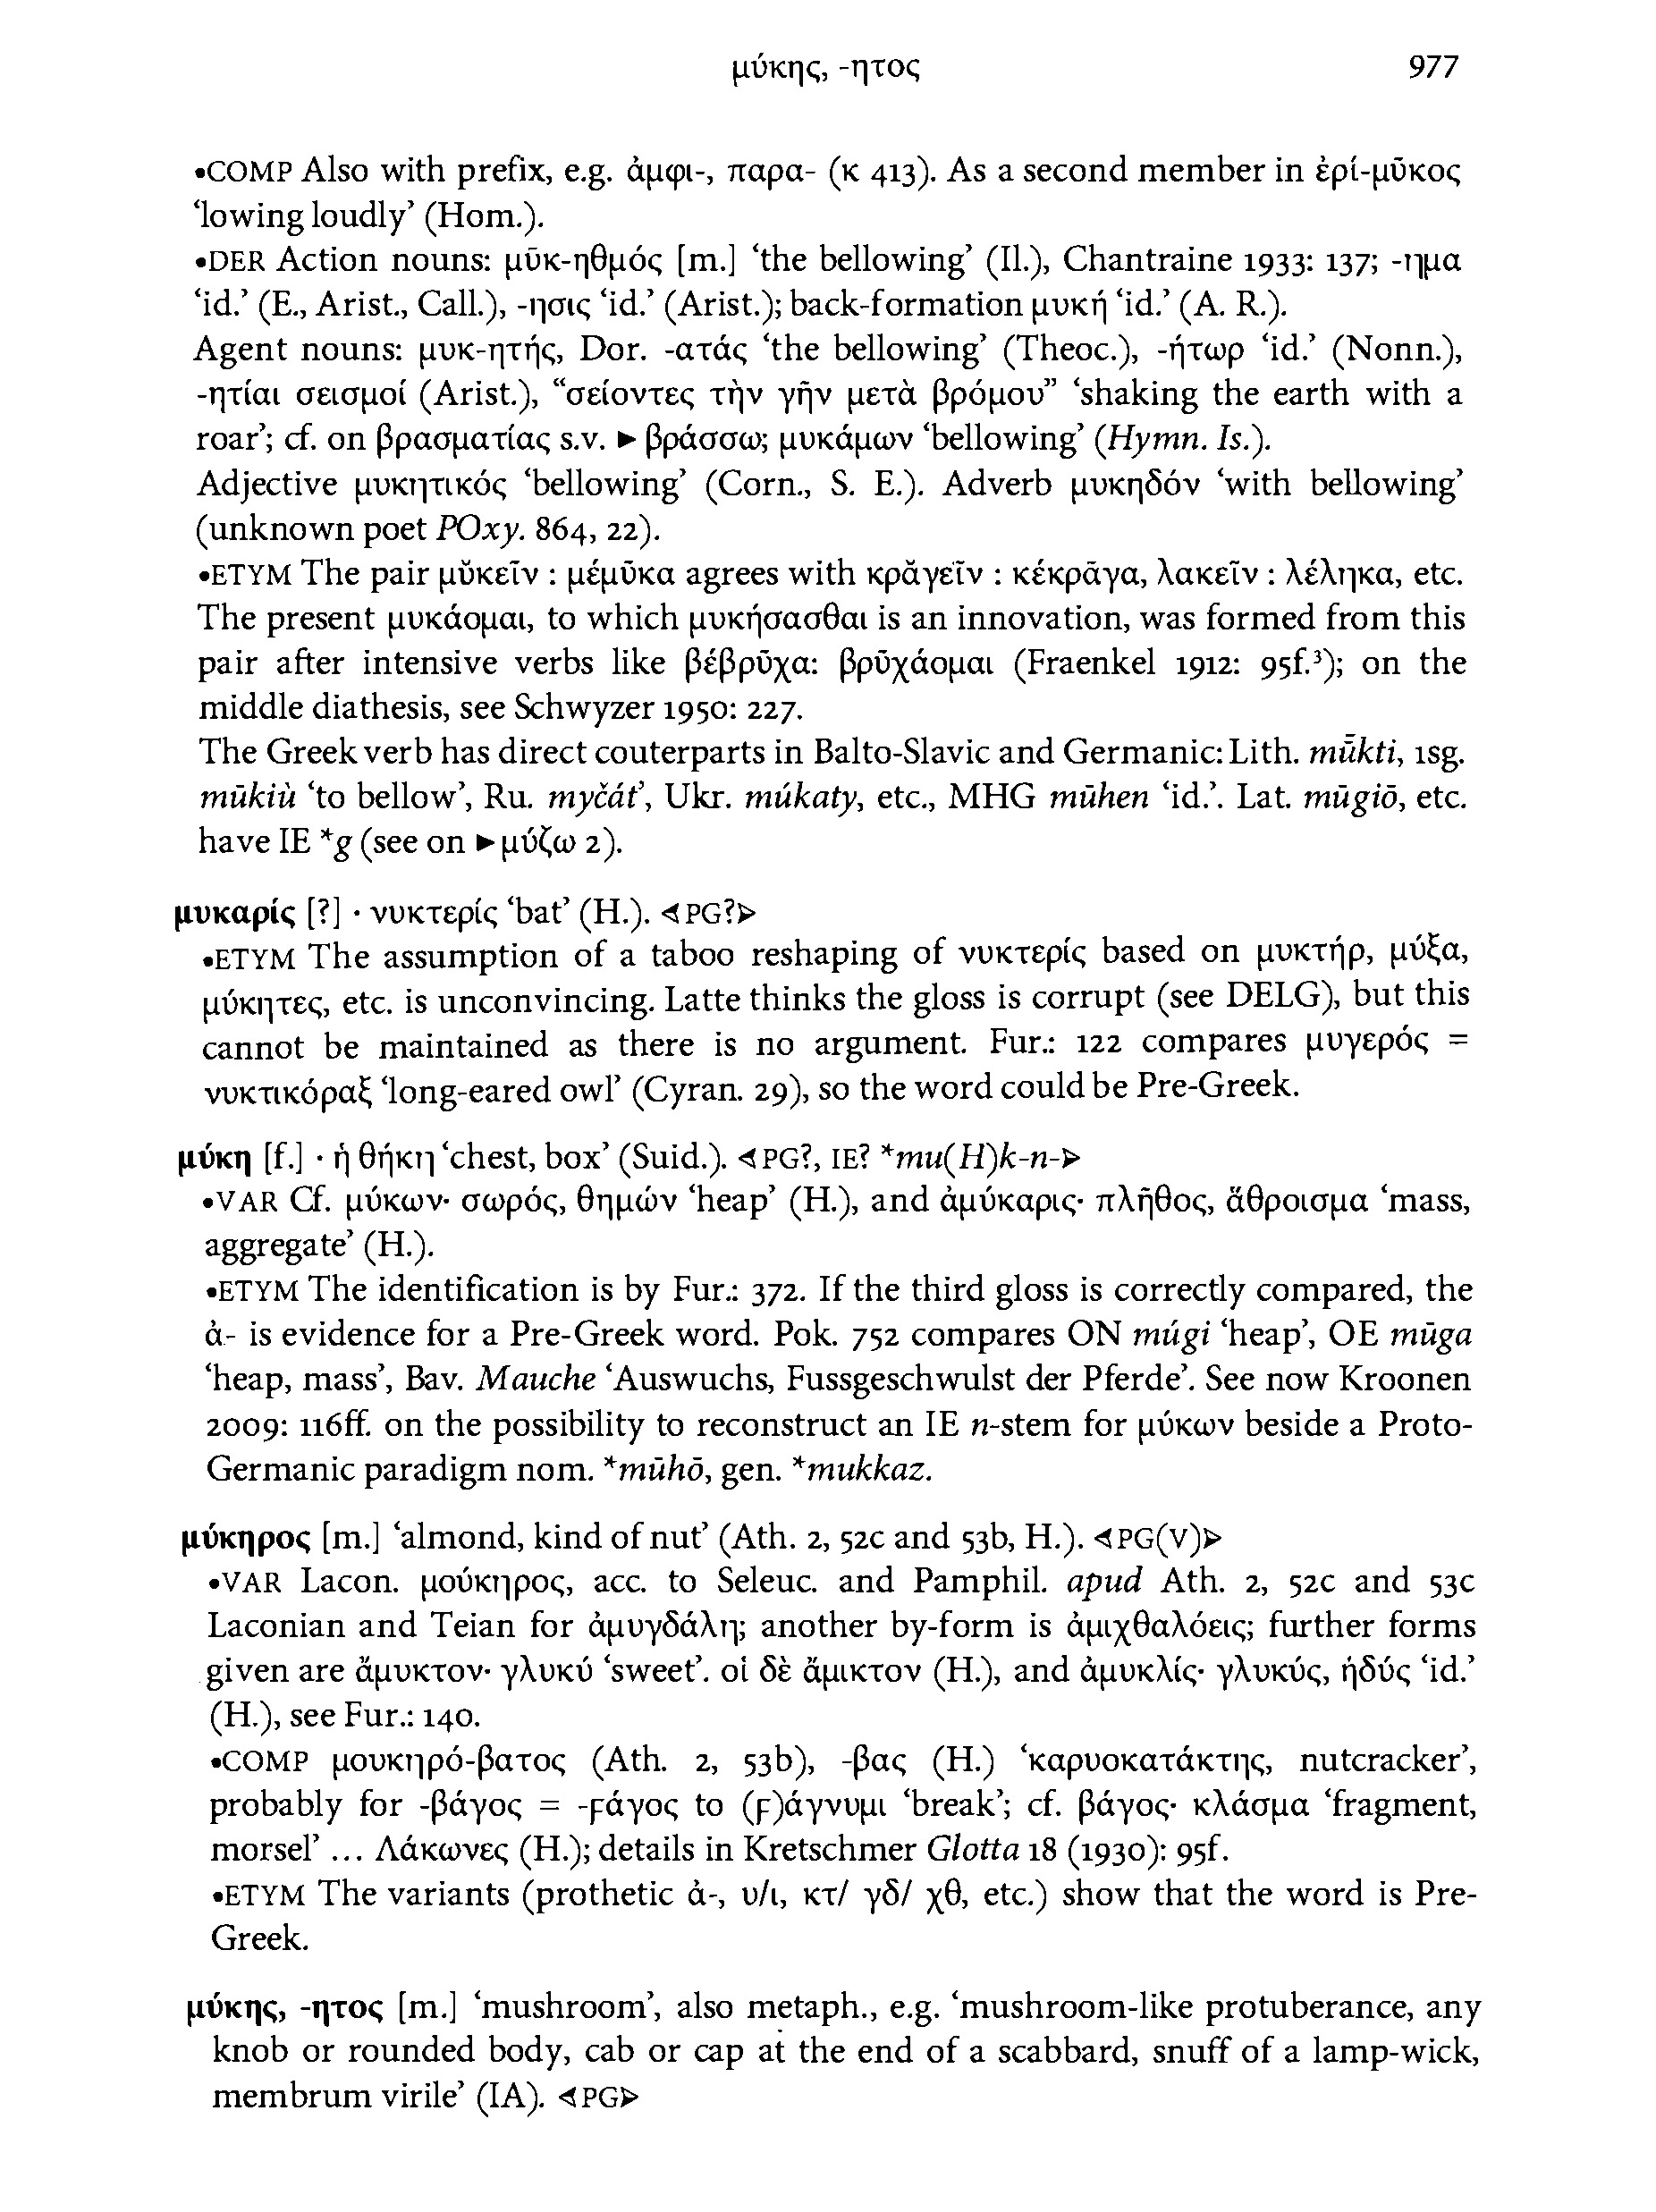 μύκης, -ητος 977
•COMP Also with prefix, e.g. ἀμφι-, παρα- (κ 413). As a second member in ἐρί-μῡκος
‘lowing loudly’ (Hom.).
•DER Action nouns: μῡκ-ηθμός [m.] ‘the bellowing’ (Il.), Chantraine 1933: 137; -ημα
‘id.’ (E., Arist., Call.), -ησις ‘id.’ (Arist.); back-formation μυκή ‘id.’ (A. R.).
Agent nouns: μυκ-ητής, Dor. -ατάς ‘the bellowing’ (Theoc.), -ήτωρ ‘id.’ (Nonn.),
-ητίαι σεισμοί (Arist.), “σείοντες τὴν γῆν μετὰ βρόμου” ‘shaking the earth with a
roar’; cf. on βρασματίας s.v. ►βράσσω; μυκάμων ‘bellowing’ (Hymn. Is.).
Adjective μυκητικός ‘bellowing’ (Corn., S. E.). Adverb μυκηδόν ‘with bellowing’
(unknown poet POxy. 864, 22).
•ETYM The pair μῠκεῖν : μέμῡκα agrees with κρᾰγεῖν : κέκρᾱγα, λακεῖν : λέληκα, etc.
The present μυκάομαι, to which μυκήσασθαι is an innovation, was formed from this
pair after intensive verbs like βέβρῡχα: βρῡχάομαι (Fraenkel 1912: 95f.³); on the
middle diathesis, see Schwyzer 1950: 227.
The Greek verb has direct couterparts in Balto-Slavic and Germanic: Lith. mū̃kti, 1sg.
mūkiù ‘to bellow’, Ru. myčát’, Ukr. múkaty, etc., MHG mūhen ‘id.’. Lat. mūgiō, etc.
have IE *g (see on ►μύζω 2).
μυκαρίς [?] · νυκτερίς ‘bat’ (H.). ◁PG?▷
•ETYM The assumption of a taboo reshaping of νυκτερίς based on μυκτήρ, μύξα,
μύκητες, etc. is unconvincing. Latte thinks the gloss is corrupt (see DELG), but this
cannot be maintained as there is no argument. Fur.: 122 compares μυγερός =
νυκτικόραξ ‘long-eared owl’ (Cyran. 29), so the word could be Pre-Greek.
μύκη [f.] · ἡ θήκη ‘chest, box’ (Suid.). ◁PG?, IE? *mu(H)k-n-▷
•VAR Cf. μύκων· σωρός, θημών ‘heap’ (H.), and ἀμύκαρις· πλῆθος, ἄθροισμα ‘mass,
aggregate’ (H.).
•ETYM The identification is by Fur.: 372. If the third gloss is correctly compared, the
ἀ- is evidence for a Pre-Greek word. Pok. 752 compares ON múgi ‘heap’, OE mūga
‘heap, mass’, Bav. Mauche ‘Auswuchs, Fussgeschwulst der Pferde’. See now Kroonen
2009: 116ff. on the possibility to reconstruct an IE n-stem for μύκων beside a Proto-
Germanic paradigm nom. *mūhō, gen. *mukkaz.
μύκηρος [m.] ‘almond, kind of nut’ (Ath. 2, 52c and 53b, H.). ◁PG(V)▷
•VAR Lacon. μούκηρος, acc. to Seleuc. and Pamphil. apud Ath. 2, 52c and 53c
Laconian and Teian for ἀμυγδάλη; another by-form is ἀμιχθαλόεις; further forms
given are ἄμυκτον· γλυκύ ‘sweet’. οἱ δὲ ἄμικτον (H.), and ἀμυκλίς· γλυκύς, ἡδύς ‘id.’
(H.), see Fur.: 140.
•COMP μουκηρό-βατος (Ath. 2, 53b), -βας (H.) ‘καρυοκατάκτης, nutcracker’,
probably for -βάγος = -ϝάγος to (ϝ)άγνυμι ‘break’; cf. βάγος· κλάσμα ‘fragment,
morsel’ ... Λάκωνες (H.); details in Kretschmer Glotta 18 (1930): 95f.
•ETYM The variants (prothetic ἀ-, υ/ι, κτ/ γδ/ χθ, etc.) show that the word is Pre-
Greek.
μύκης, -ητος [m.] ‘mushroom’, also metaph., e.g. ‘mushroom-like protuberance, any
knob or rounded body, cab or cap at the end of a scabbard, snuff of a lamp-wick,
membrum virile’ (IA). ◁PG▷